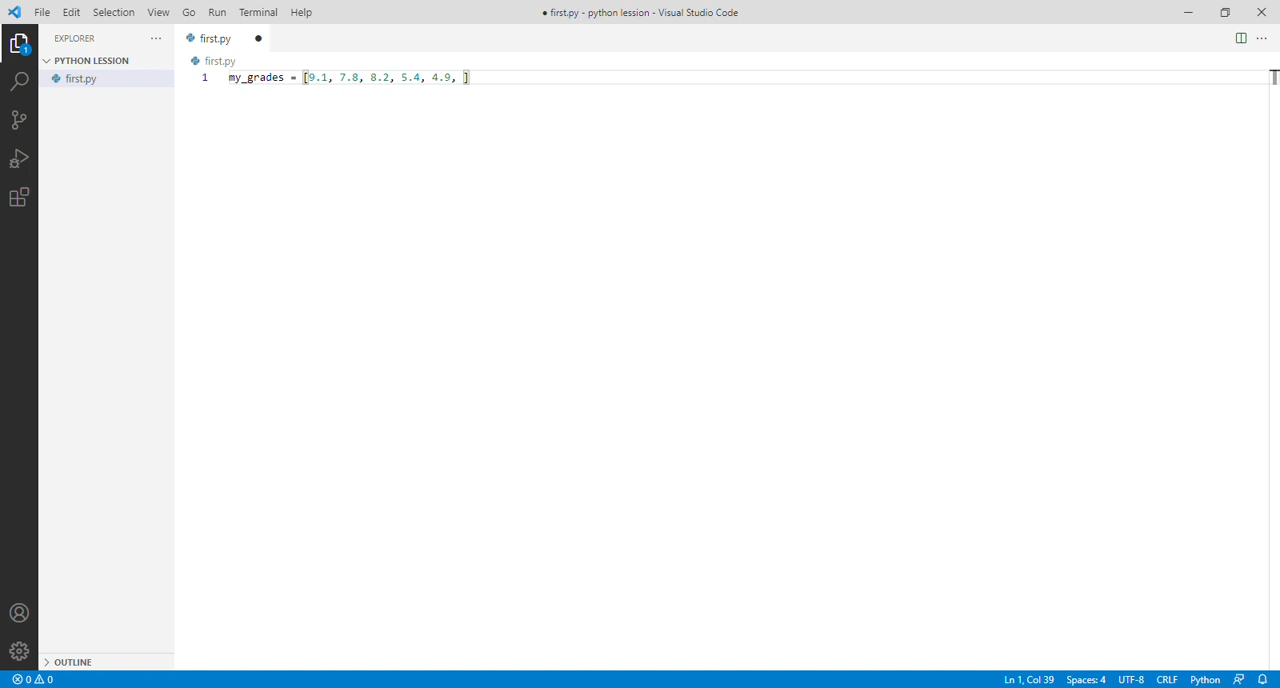 File Edit Selection View Go Run Terminal Help
● first.py - python lession - Visual Studio Code
EXPLORER ...
first.py ●
1
PYTHON LESSION
first.py
first.py
1 my_grades = [9.1, 7.8, 8.2, 5.4, 4.9, ]
OUTLINE
0 0
Ln 1, Col 39 Spaces: 4 UTF-8 CRLF Python